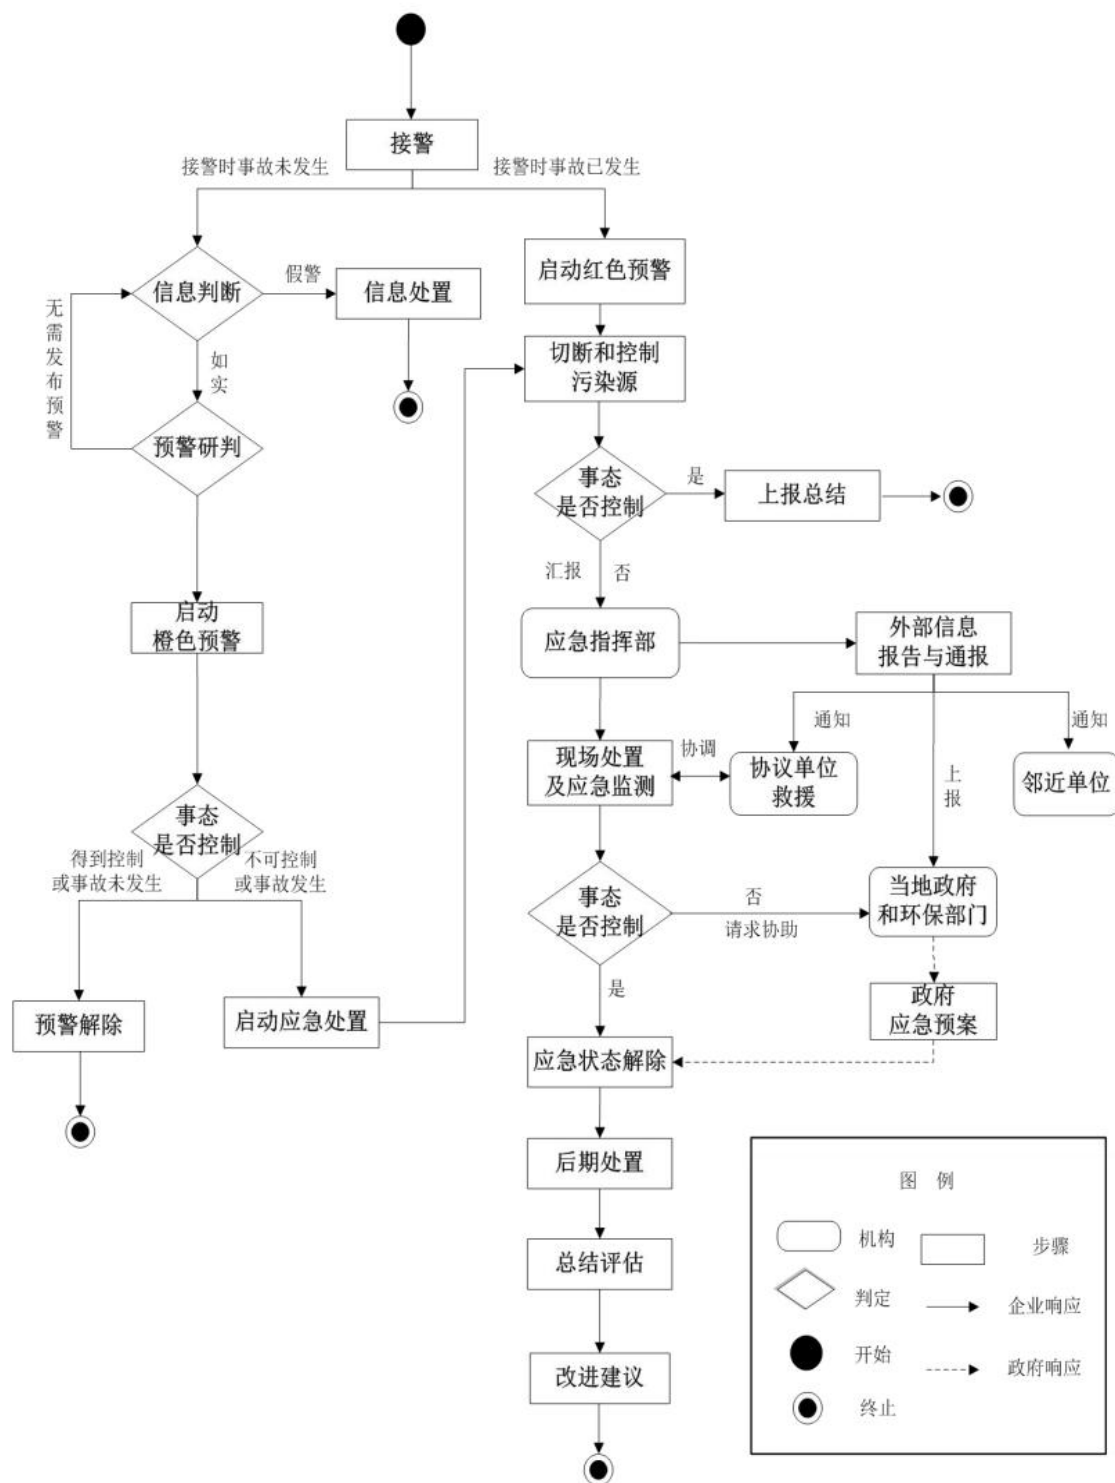 接警
接警时事故未发生
接警时事故已发生
启动红色预警
信息判断
假警
信息处置
无需发布预警
如实
切断和控制
污染源
预警研判
事态
是否控制
是
上报总结
汇报
否
启动
橙色预警
应急指挥部
外部信息
报告与通报
通知
通知
现场处置
及应急监测
协调
协议单位
救援
上报
邻近单位
事态
是否控制
得到控制
或事故未发生
不可控制
或事故发生
事态
是否控制
否
请求协助
当地政府
和环保部门
是
预警解除
启动应急处置
政府
应急预案
应急状态解除
后期处置
总结评估
改进建议
图 例
机构
步骤
判定
企业响应
开始
政府响应
终止